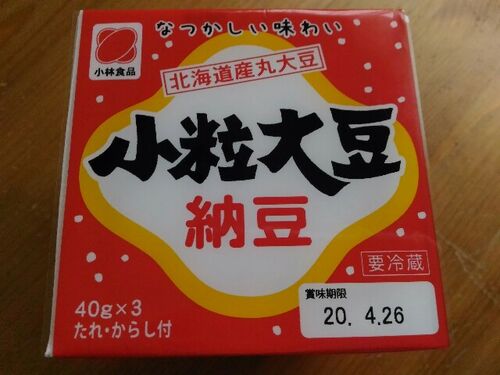 なつかしい味わい
小林食品
北海道産丸大豆
小粒大豆
納豆
要冷蔵
40g×3
たれ・からし付
賞味期限
20. 4.26